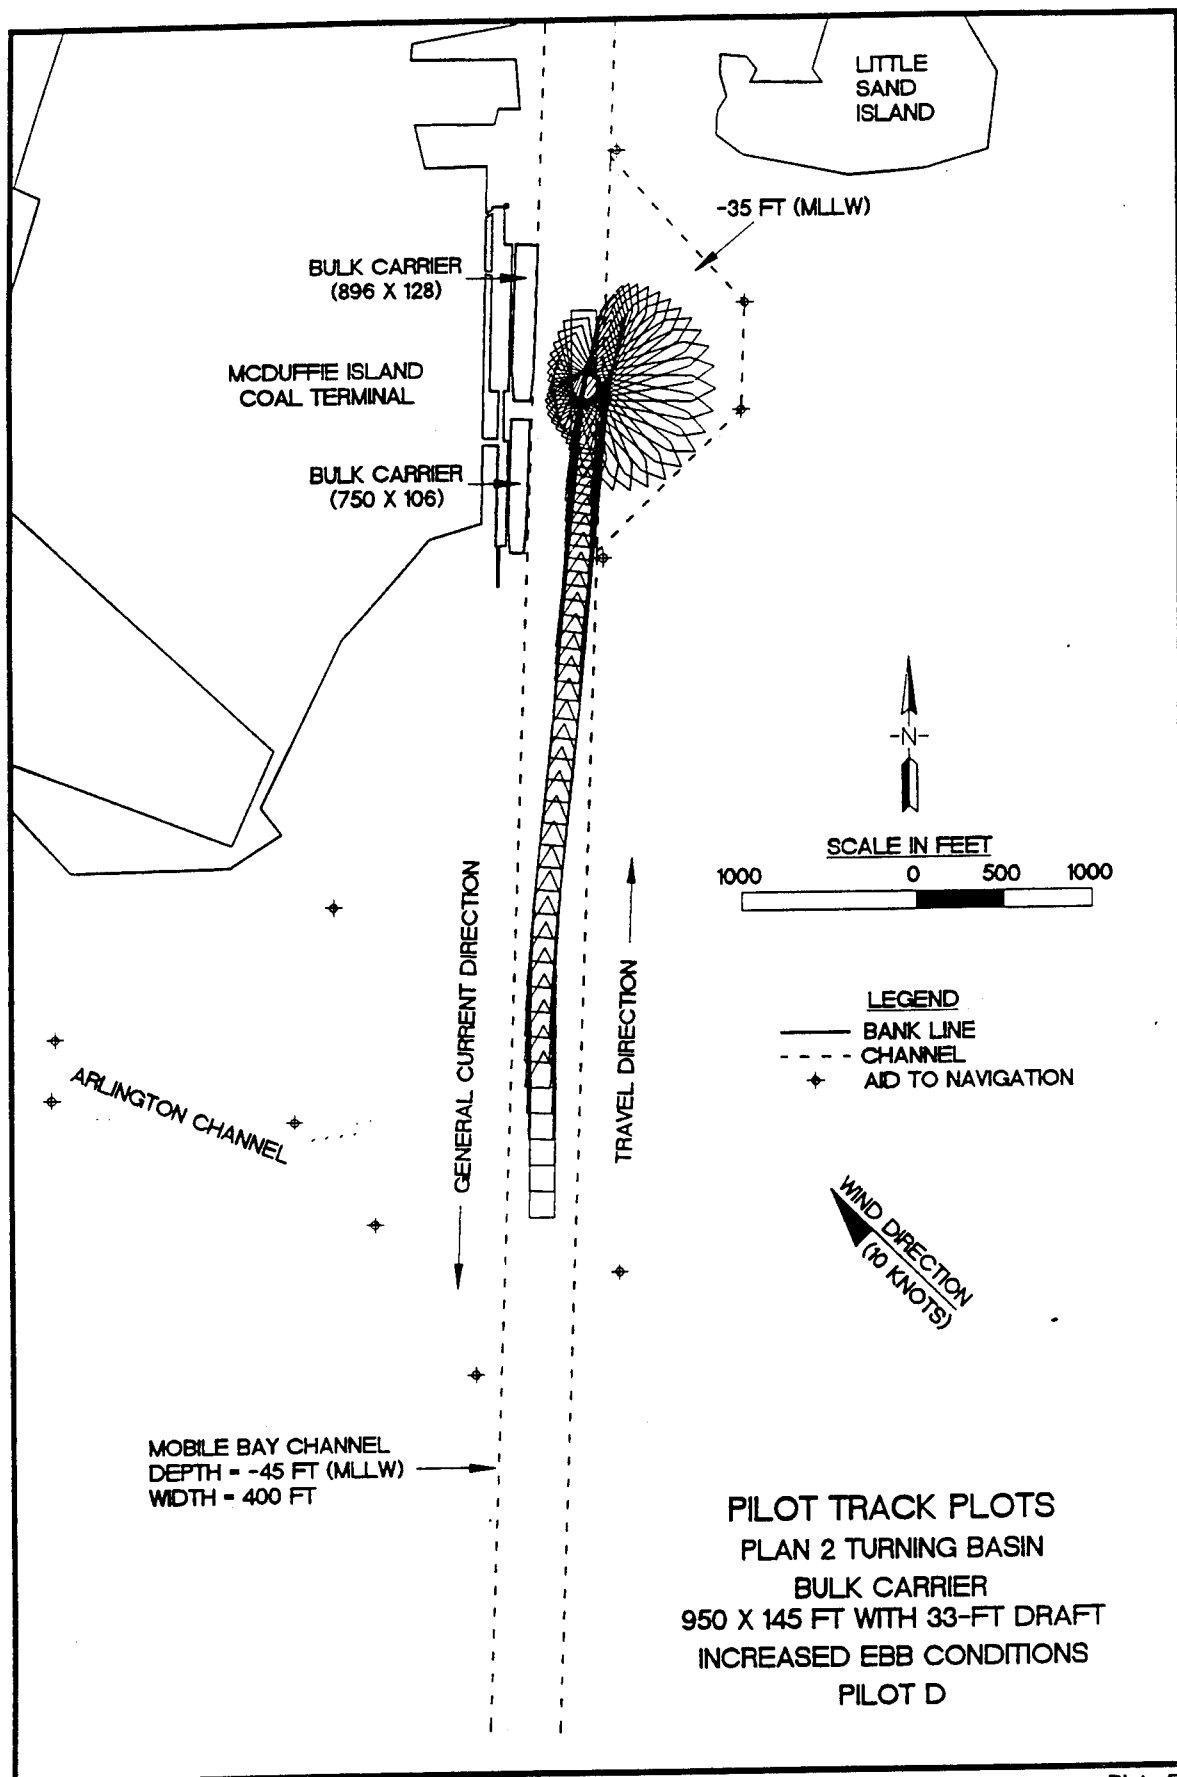 LITTLE
SAND
ISLAND
-35 FT (MLLW)
BULK CARRIER
(896 X 128)
MCDUFFIE ISLAND
COAL TERMINAL
BULK CARRIER
(750 X 106)
-N-
SCALE IN FEET
1000 0 500 1000
GENERAL CURRENT DIRECTION
TRAVEL DIRECTION
LEGEND
BANK LINE
CHANNEL
AID TO NAVIGATION
ARLINGTON CHANNEL
WIND DIRECTION
(10 KNOTS)
MOBILE BAY CHANNEL
DEPTH = -45 FT (MLLW)
WIDTH = 400 FT
PILOT TRACK PLOTS
PLAN 2 TURNING BASIN
BULK CARRIER
950 X 145 FT WITH 33-FT DRAFT
INCREASED EBB CONDITIONS
PILOT D